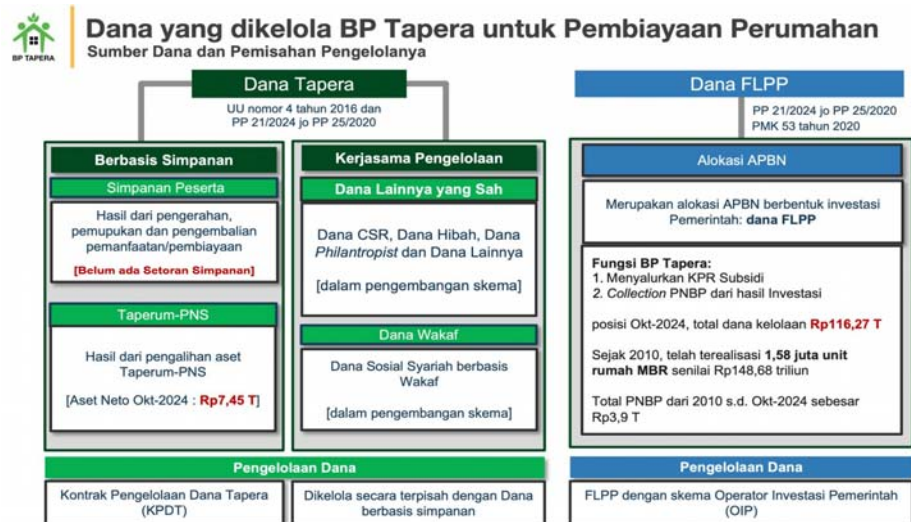 BP TAPERA
Dana yang dikelola BP Tapera untuk Pembiayaan Perumahan
Sumber Dana dan Pemisahan Pengelolanya
Dana Tapera
UU nomor 4 tahun 2016 dan
PP 21/2024 jo PP 25/2020
Berbasis Simpanan
Simpanan Peserta
Hasil dari pengerahan,
pemupukan dan pengembalian
pemanfaatan/pembiayaan
[Belum ada Setoran Simpanan]
Taperum-PNS
Hasil dari pengalihan aset
Taperum-PNS
[Aset Neto Okt-2024 : Rp7,45 T]
Kerjasama Pengelolaan
Dana Lainnya yang Sah
Dana CSR, Dana Hibah, Dana
Philantropist dan Dana Lainnya
[dalam pengembangan skema]
Dana Wakaf
Dana Sosial Syariah berbasis
Wakaf
[dalam pengembangan skema]
Pengelolaan Dana
Kontrak Pengelolaan Dana Tapera
(KPDT)
Dikelola secara terpisah dengan Dana
berbasis simpanan
Dana FLPP
PP 21/2024 jo PP 25/2020
PMK 53 tahun 2020
Alokasi APBN
Merupakan alokasi APBN berbentuk investasi
Pemerintah: dana FLPP
Fungsi BP Tapera:
1. Menyalurkan KPR Subsidi
2. Collection PNBP dari hasil Investasi
posisi Okt-2024, total dana kelolaan Rp116,27 T
Sejak 2010, telah terealisasi 1,58 juta unit
rumah MBR senilai Rp148,68 triliun
Total PNBP dari 2010 s.d. Okt-2024 sebesar
Rp3,9 T
Pengelolaan Dana
FLPP dengan skema Operator Investasi Pemerintah
(OIP)